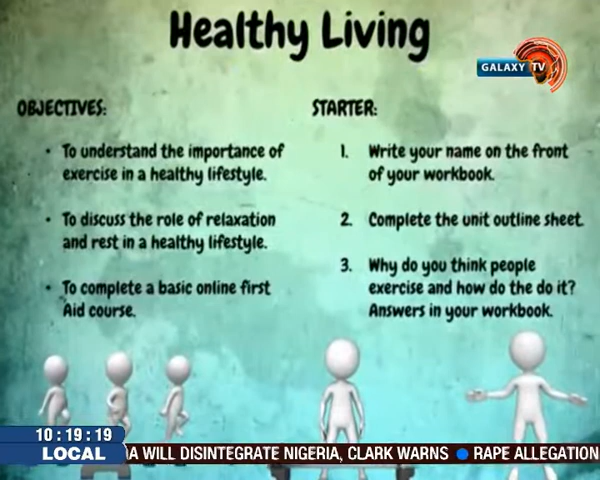 Healthy Living
GALAXY TV
OBJECTIVES:
• To understand the importance of
exercise in a healthy lifestyle.
• To discuss the role of relaxation
and rest in a healthy lifestyle.
• To complete a basic online first
Aid course.
STARTER:
1. Write your name on the front
of your workbook.
2. Complete the unit outline sheet.
3. Why do you think people
exercise and how do the do it?
Answers in your workbook.
10:19:19
LOCAL
A WILL DISINTEGRATE NIGERIA, CLARK WARNS ● RAPE ALLEGATION